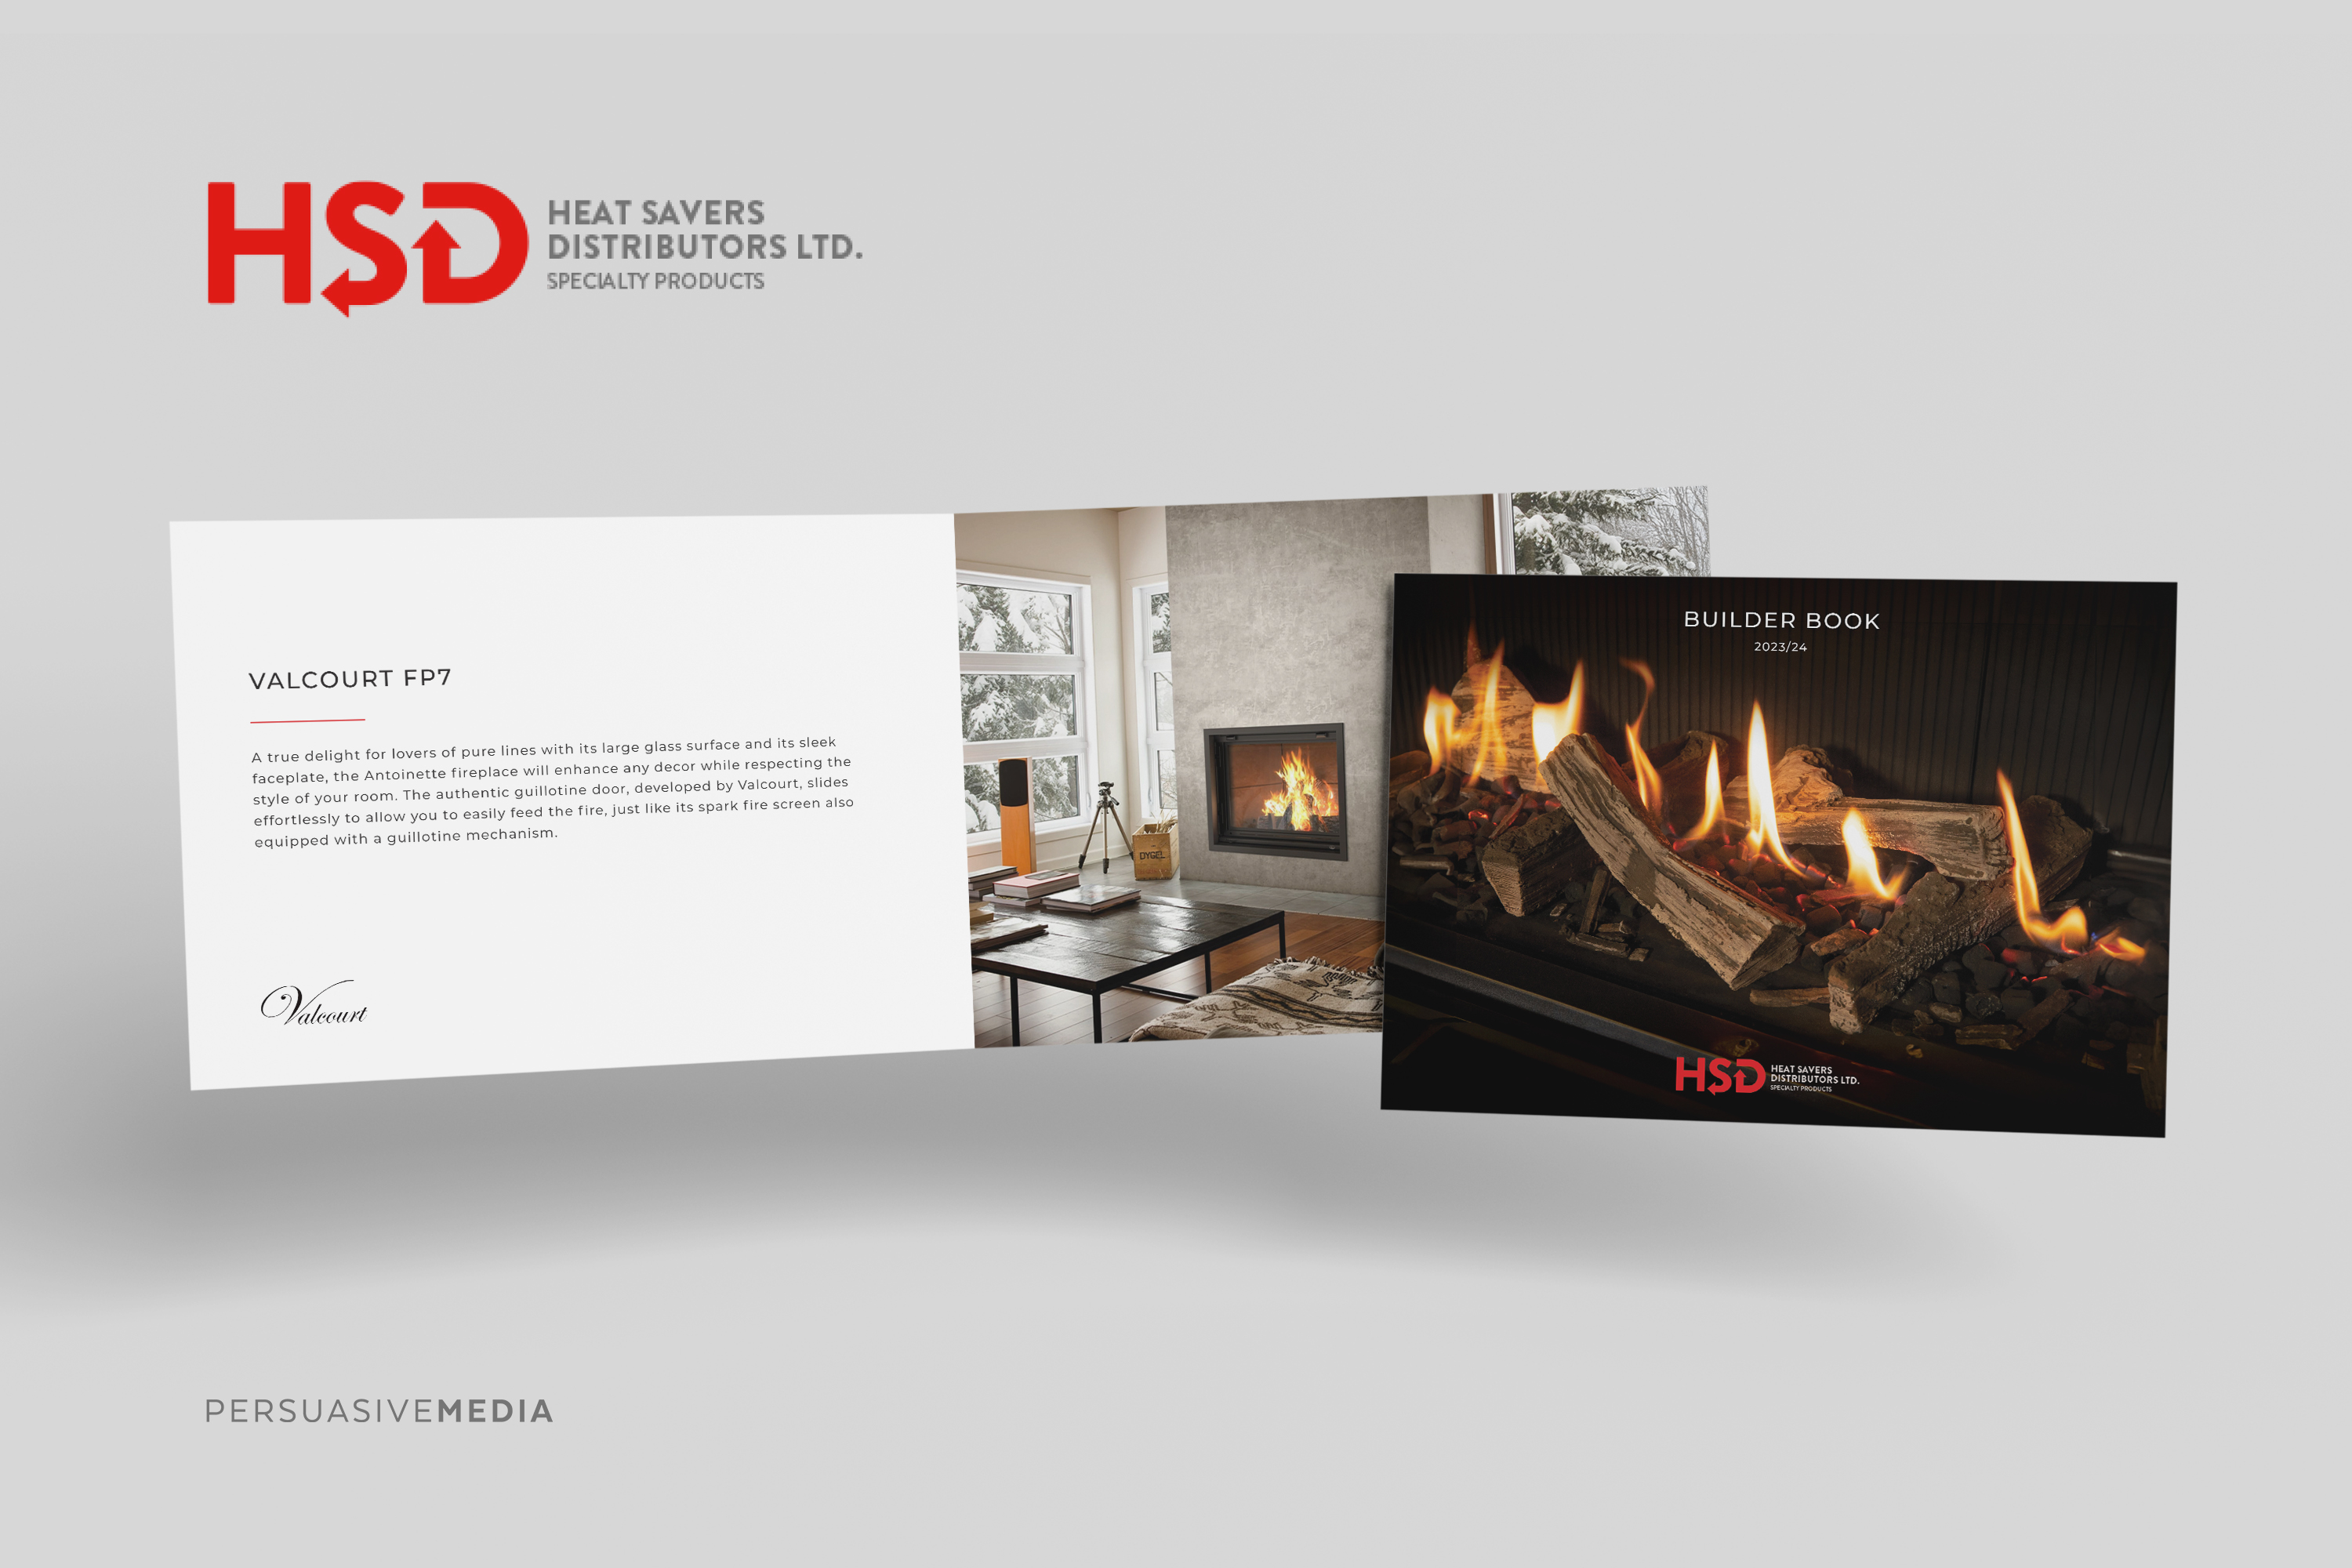 HSD
HEAT SAVERS
DISTRIBUTORS LTD.
SPECIALTY PRODUCTS
VALCOURT FP7
A true delight for lovers of pure lines with its large glass surface and its sleek
faceplate, the Antoinette fireplace will enhance any decor while respecting the
style of your room. The authentic guillotine door, developed by Valcourt, slides
effortlessly to allow you to easily feed the fire, just like its spark fire screen also
equipped with a guillotine mechanism.
Valcourt
DYGEL
BUILDER BOOK
2023/24
HSD
HEAT SAVERS
DISTRIBUTORS LTD.
SPECIALTY PRODUCTS
PERSUASIVEMEDIA